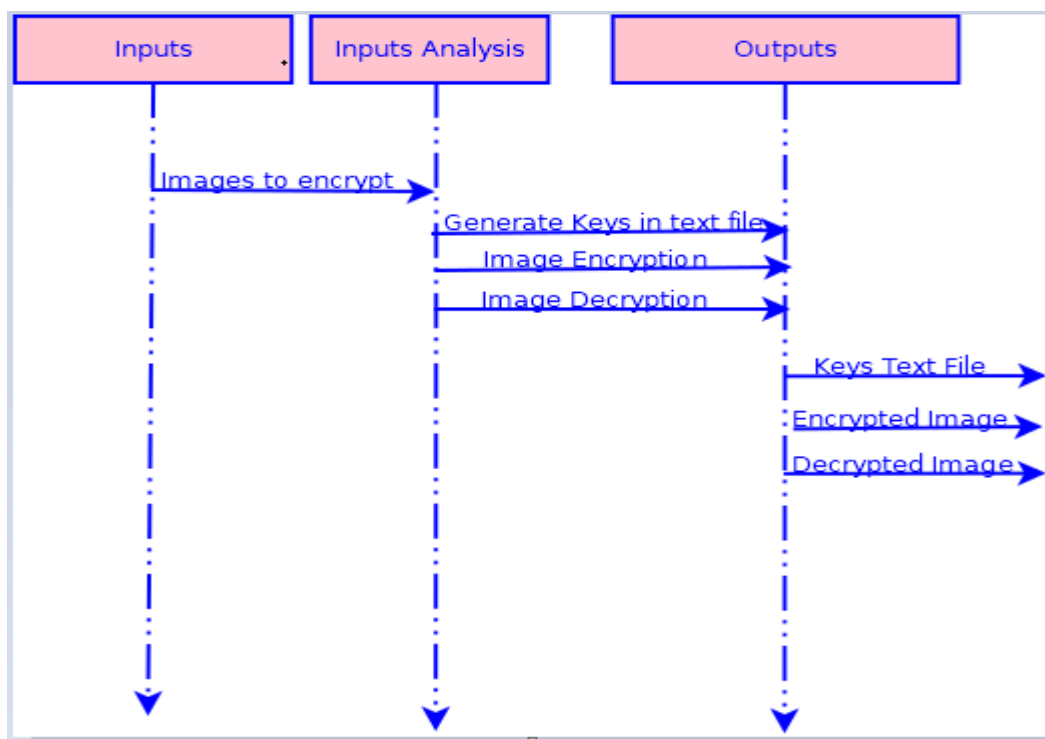 Inputs
Inputs Analysis
Outputs
Images to encrypt
Generate Keys in text file
Image Encryption
Image Decryption
Keys Text File
Encrypted Image
Decrypted Image